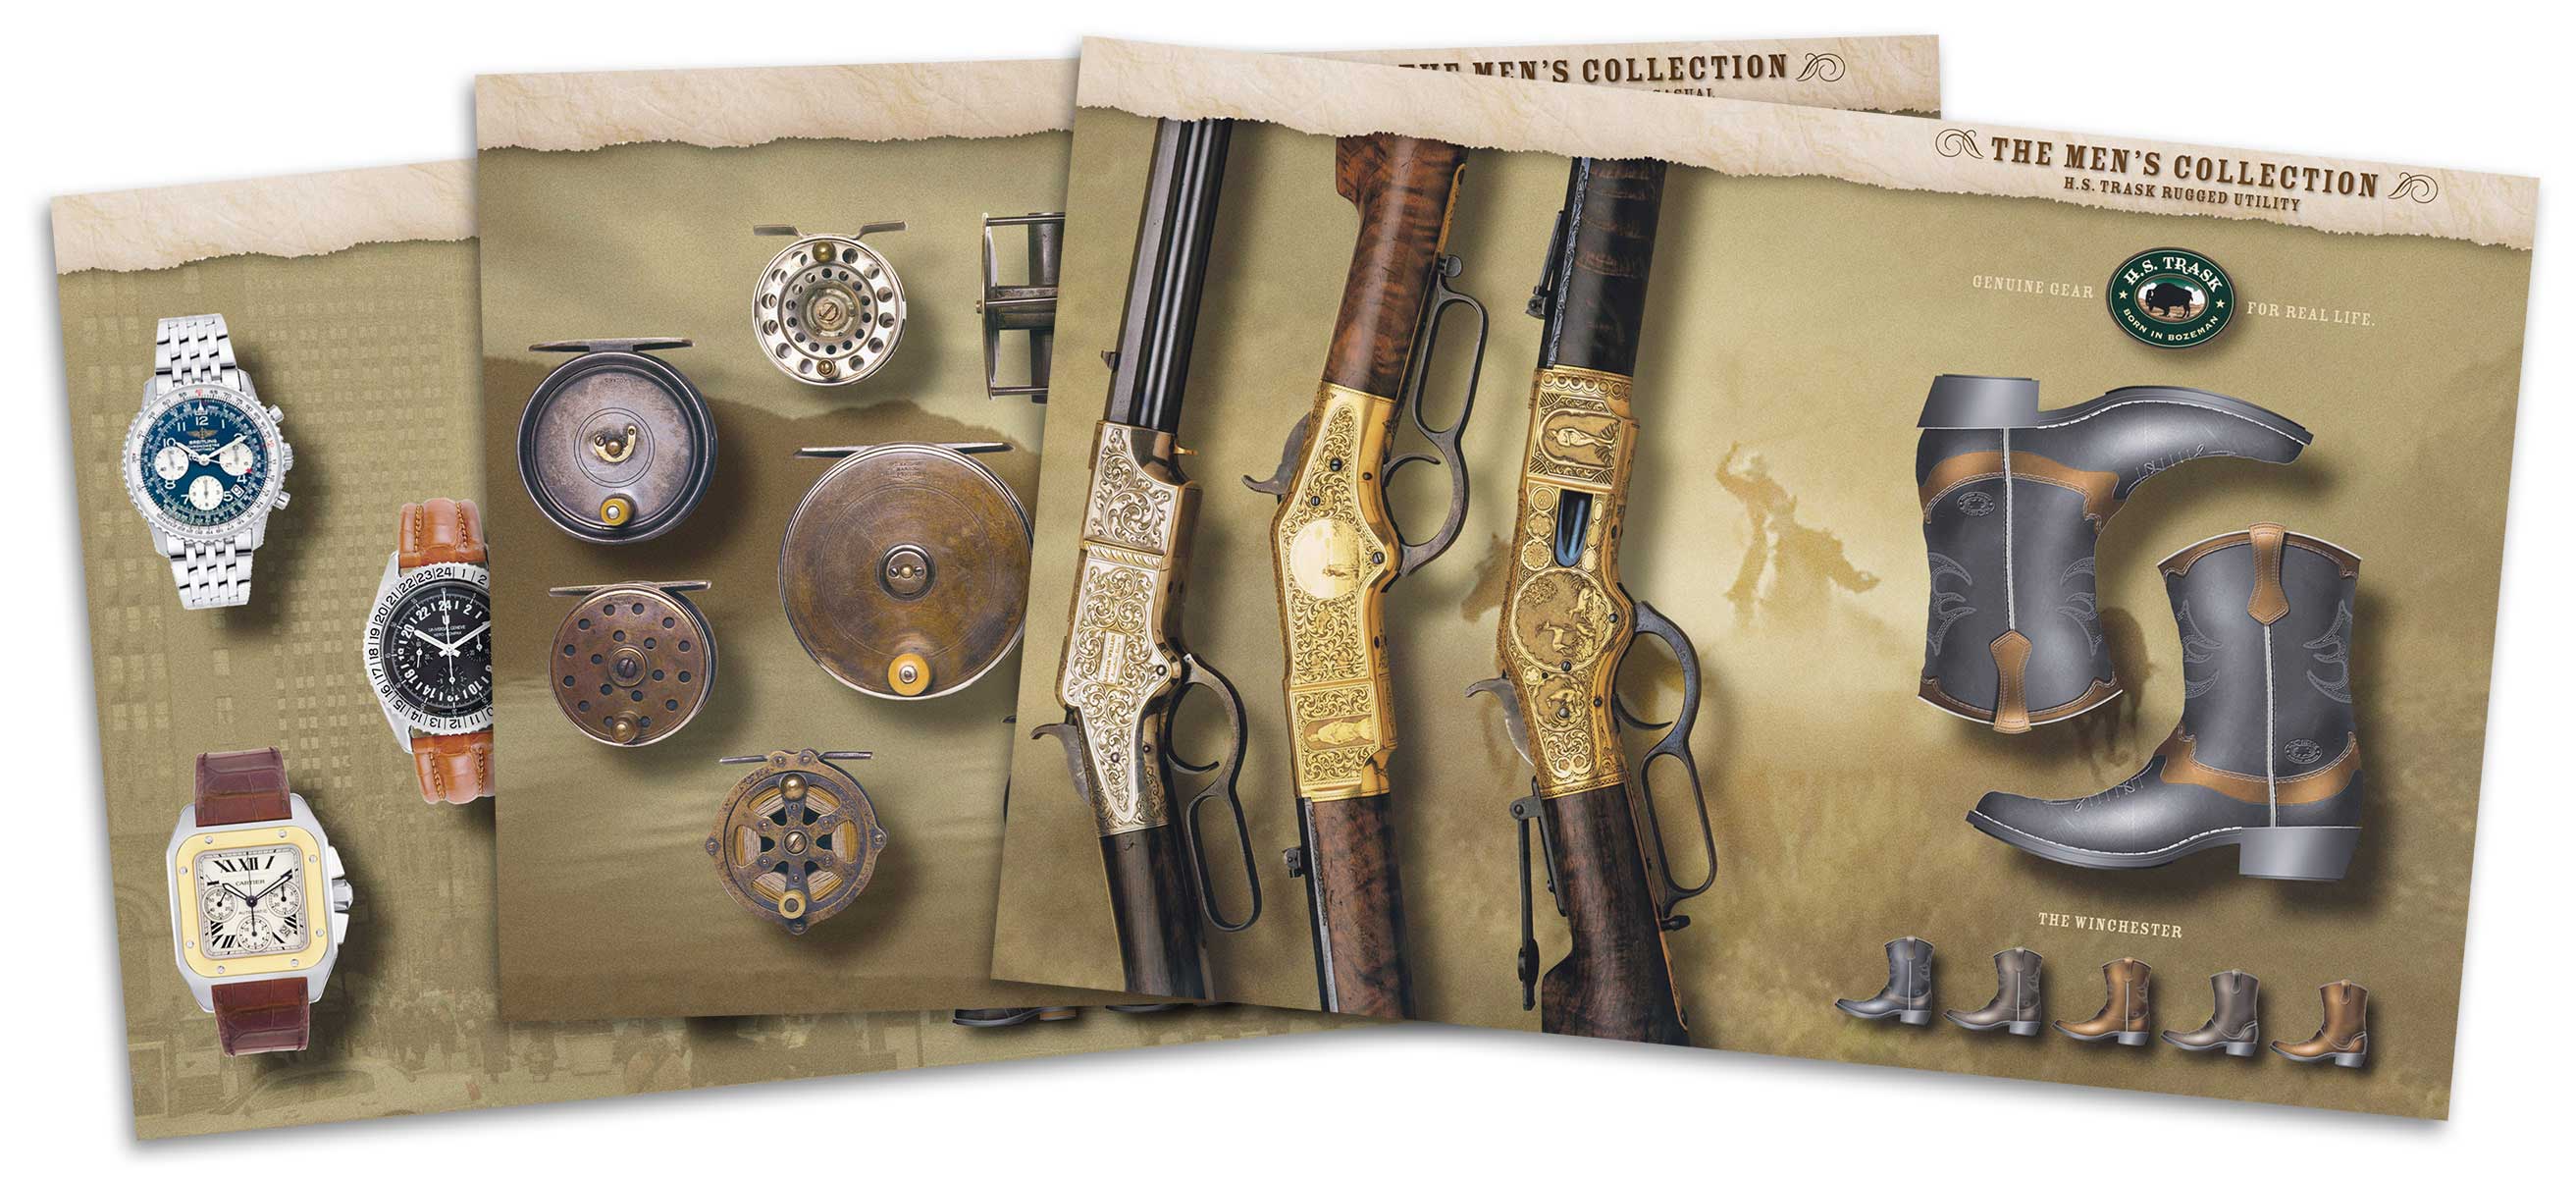 THE MEN'S COLLECTION
CASUAL
THE MEN'S COLLECTION
H.S. TRASK RUGGED UTILITY
GENUINE GEAR
H.S. TRASK
BORN IN BOZEMAN
FOR REAL LIFE.
THE WINCHESTER
BREITLING
CARTIER